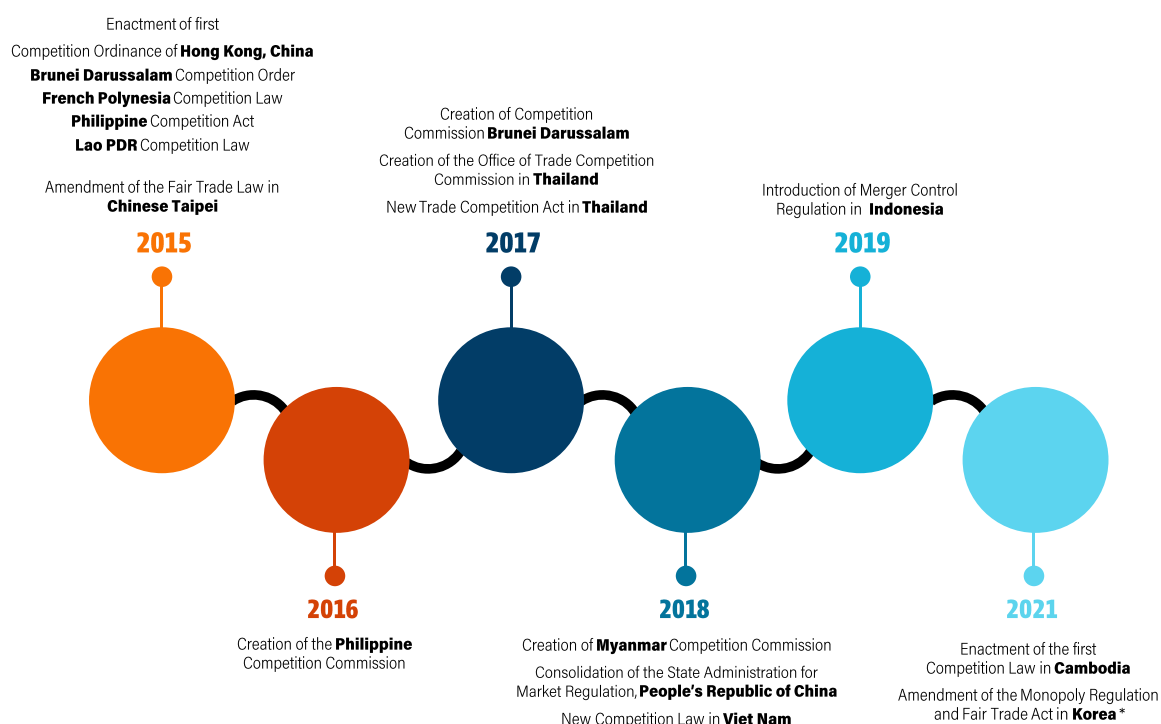 Enactment of first
Competition Ordinance of Hong Kong, China
Brunei Darussalam Competition Order
French Polynesia Competition Law
Philippine Competition Act
Lao PDR Competition Law
Amendment of the Fair Trade Law in
Chinese Taipei
2015
Creation of Competition
Commission Brunei Darussalam
Creation of the Office of Trade Competition
Commission in Thailand
New Trade Competition Act in Thailand
2017
Introduction of Merger Control
Regulation in Indonesia
2019
2016
Creation of the Philippine
Competition Commission
2018
Creation of Myanmar Competition Commission
Consolidation of the State Administration for
Market Regulation, People's Republic of China
New Competition Law in Viet Nam
2021
Enactment of the first
Competition Law in Cambodia
Amendment of the Monopoly Regulation
and Fair Trade Act in Korea *